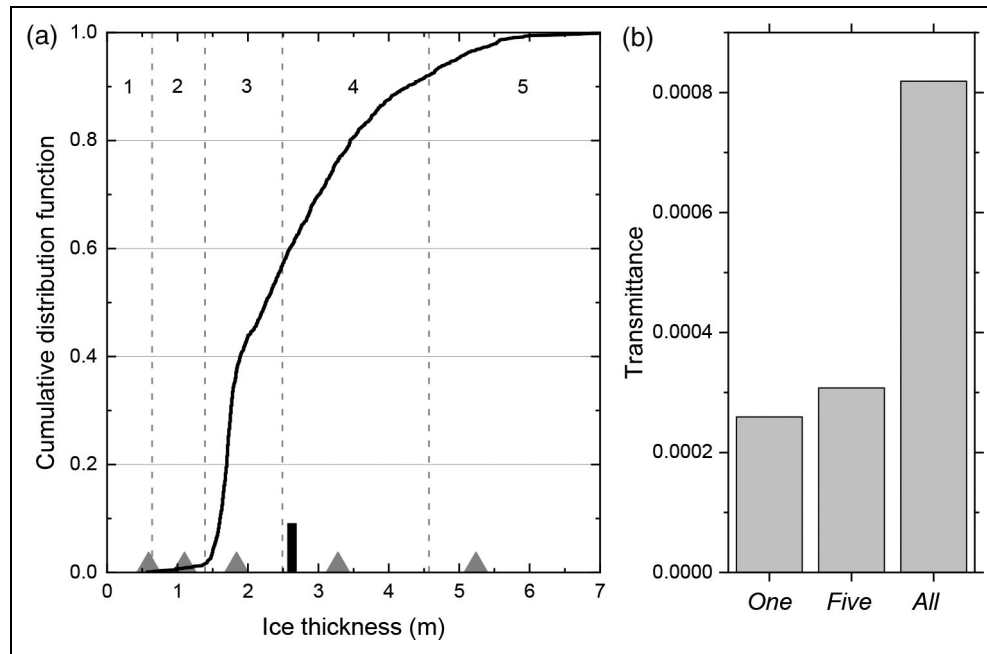 (a)
1 2 3 4 5
1.0
0.8
0.6
0.4
0.2
0.0
Cumulative distribution function
0 1 2 3 4 5 6 7
Ice thickness (m)
(b)
0.0008
0.0006
0.0004
0.0002
0.0000
Transmittance
One Five All